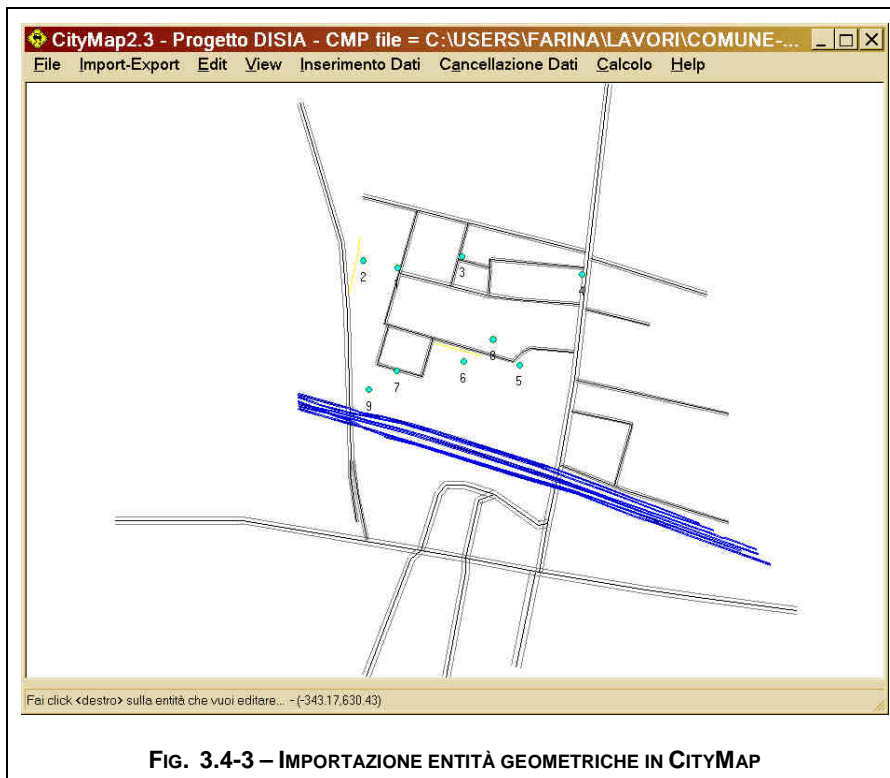 CityMap2.3 - Progetto DISIA - CMP file = C:\USERS\FARINA\LAVORI\COMUNE-...
File Import-Export Edit View Inserimento Dati Cancellazione Dati Calcolo Help
3
2
1
4
8
6
5
7
9
Fai click <destro> sulla entità che vuoi editare... - (-343.17,630.43)
FIG. 3.4-3 – IMPORTAZIONE ENTITÀ GEOMETRICHE IN CITYMAP